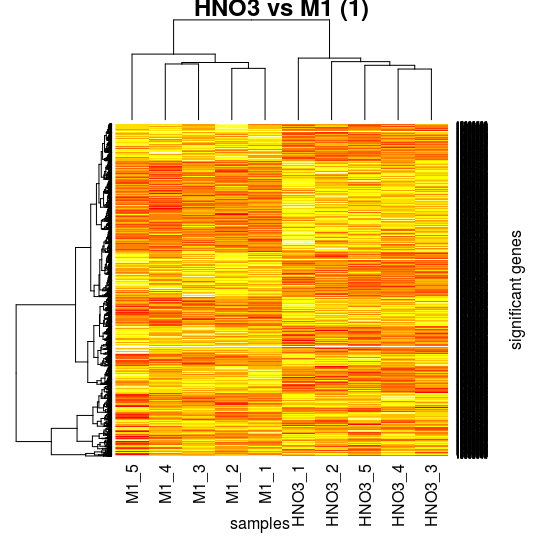 HNO3 vs M1 (1)
significant genes
M1_5
M1_4
M1_3
M1_2
M1_1
HNO3_1
HNO3_2
HNO3_5
HNO3_4
HNO3_3
samples